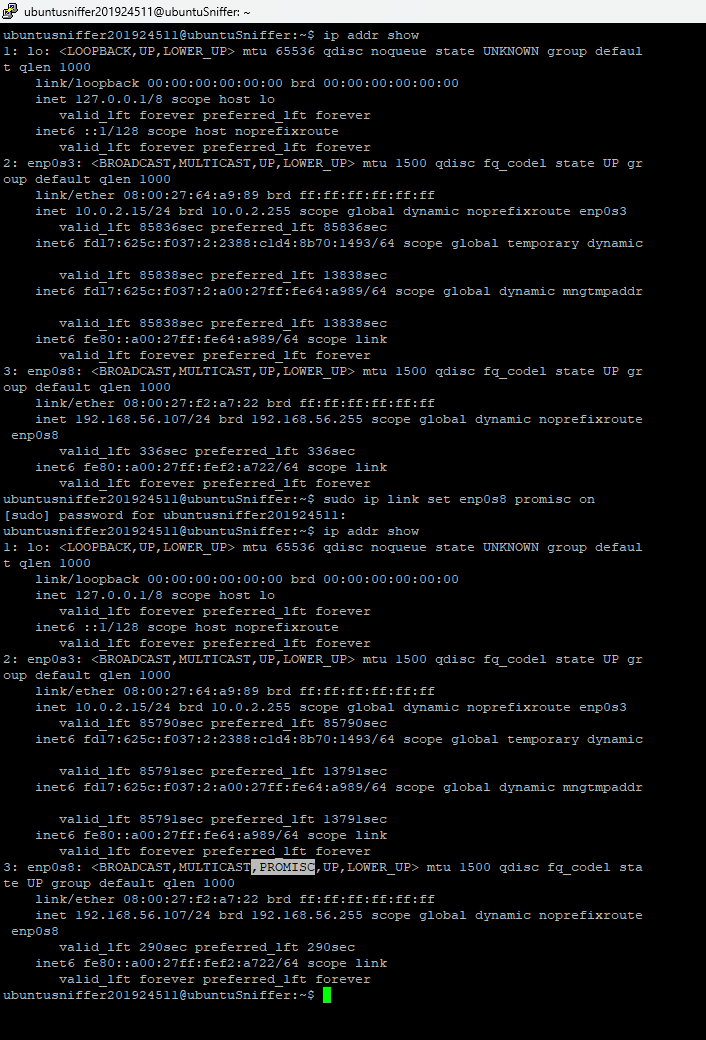 ubuntusniffer201924511@ubuntuSniffer: ~
ubuntusniffer201924511@ubuntuSniffer:~$ ip addr show
1: lo: <LOOPBACK,UP,LOWER_UP> mtu 65536 qdisc noqueue state UNKNOWN group defaul
t qlen 1000
    link/loopback 00:00:00:00:00:00 brd 00:00:00:00:00:00
    inet 127.0.0.1/8 scope host lo
       valid_lft forever preferred_lft forever
    inet6 ::1/128 scope host noprefixroute
       valid_lft forever preferred_lft forever
2: enp0s3: <BROADCAST,MULTICAST,UP,LOWER_UP> mtu 1500 qdisc fq_codel state UP gr
oup default qlen 1000
    link/ether 08:00:27:64:a9:89 brd ff:ff:ff:ff:ff:ff
    inet 10.0.2.15/24 brd 10.0.2.255 scope global dynamic noprefixroute enp0s3
       valid_lft 85836sec preferred_lft 85836sec
    inet6 fd17:625c:f037:2:2388:c1d4:8b70:1493/64 scope global temporary dynamic
       valid_lft 85838sec preferred_lft 13838sec
    inet6 fd17:625c:f037:2:a00:27ff:fe64:a989/64 scope global dynamic mngtmpaddr
       valid_lft 85838sec preferred_lft 13838sec
    inet6 fe80::a00:27ff:fe64:a989/64 scope link
       valid_lft forever preferred_lft forever
3: enp0s8: <BROADCAST,MULTICAST,UP,LOWER_UP> mtu 1500 qdisc fq_codel state UP gr
oup default qlen 1000
    link/ether 08:00:27:f2:a7:22 brd ff:ff:ff:ff:ff:ff
    inet 192.168.56.107/24 brd 192.168.56.255 scope global dynamic noprefixroute
 enp0s8
       valid_lft 336sec preferred_lft 336sec
    inet6 fe80::a00:27ff:fef2:a722/64 scope link
       valid_lft forever preferred_lft forever
ubuntusniffer201924511@ubuntuSniffer:~$ sudo ip link set enp0s8 promisc on
[sudo] password for ubuntusniffer201924511:
ubuntusniffer201924511@ubuntuSniffer:~$ ip addr show
1: lo: <LOOPBACK,UP,LOWER_UP> mtu 65536 qdisc noqueue state UNKNOWN group defaul
t qlen 1000
    link/loopback 00:00:00:00:00:00 brd 00:00:00:00:00:00
    inet 127.0.0.1/8 scope host lo
       valid_lft forever preferred_lft forever
    inet6 ::1/128 scope host noprefixroute
       valid_lft forever preferred_lft forever
2: enp0s3: <BROADCAST,MULTICAST,UP,LOWER_UP> mtu 1500 qdisc fq_codel state UP gr
oup default qlen 1000
    link/ether 08:00:27:64:a9:89 brd ff:ff:ff:ff:ff:ff
    inet 10.0.2.15/24 brd 10.0.2.255 scope global dynamic noprefixroute enp0s3
       valid_lft 85790sec preferred_lft 85790sec
    inet6 fd17:625c:f037:2:2388:c1d4:8b70:1493/64 scope global temporary dynamic
       valid_lft 85791sec preferred_lft 13791sec
    inet6 fd17:625c:f037:2:a00:27ff:fe64:a989/64 scope global dynamic mngtmpaddr
       valid_lft 85791sec preferred_lft 13791sec
    inet6 fe80::a00:27ff:fe64:a989/64 scope link
       valid_lft forever preferred_lft forever
3: enp0s8: <BROADCAST,MULTICAST,PROMISC,UP,LOWER_UP> mtu 1500 qdisc fq_codel sta
te UP group default qlen 1000
    link/ether 08:00:27:f2:a7:22 brd ff:ff:ff:ff:ff:ff
    inet 192.168.56.107/24 brd 192.168.56.255 scope global dynamic noprefixroute
 enp0s8
       valid_lft 290sec preferred_lft 290sec
    inet6 fe80::a00:27ff:fef2:a722/64 scope link
       valid_lft forever preferred_lft forever
ubuntusniffer201924511@ubuntuSniffer:~$